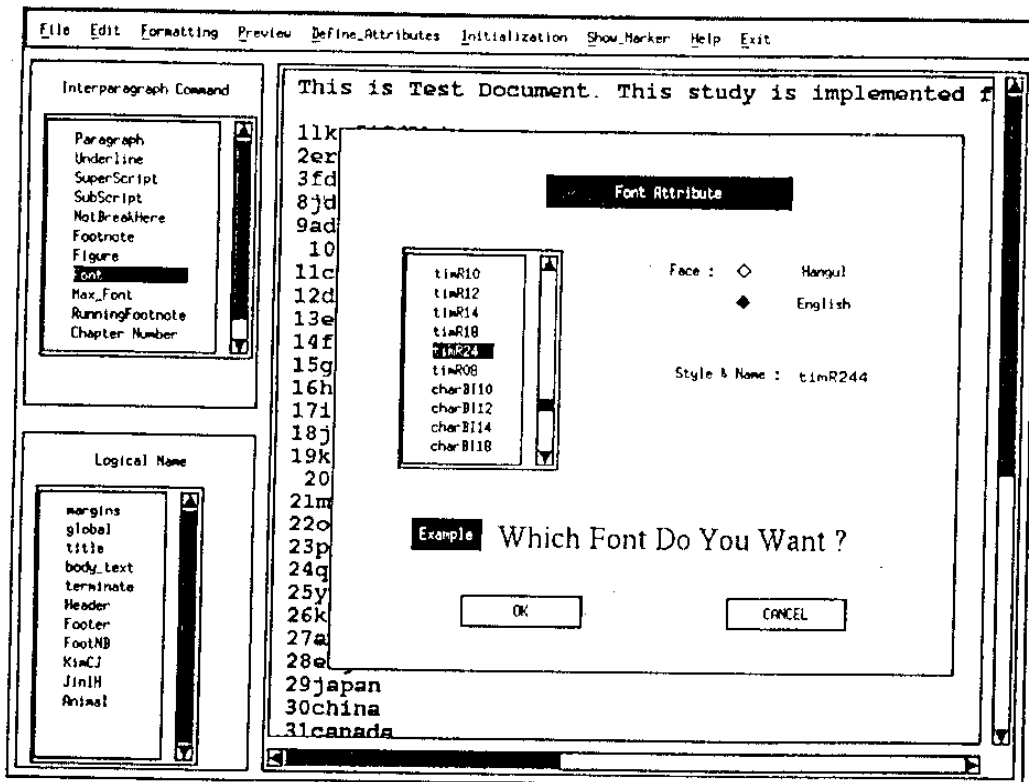 File Edit Formatting Preview Define_Attributes Initialization Show_Marker Help Exit
Interparagraph Command
Paragraph
Underline
SuperScript
SubScript
NotBreakHere
Footnote
Figure
Font
Max_Font
RunningFootnote
Chapter Number
Logical Name
margins
global
title
body_text
terminate
Header
Footer
FootNB
KimCJ
JinIH
Animal
This is Test Document. This study is implemented f
11k
2er
3fd
8jd
9ad
10
11c
12d
13e
14f
15g
16h
17i
18j
19k
20
21m
22o
23p
24q
25y
26k
27a
28e
29japan
30china
31canada
Font Attribute
timR10
timR12
timR14
timR18
timR24
timR08
charBI10
charBI12
charBI14
charBI18
Face : Hangul
English
Style & Name : timR244
Example Which Font Do You Want ?
OK CANCEL